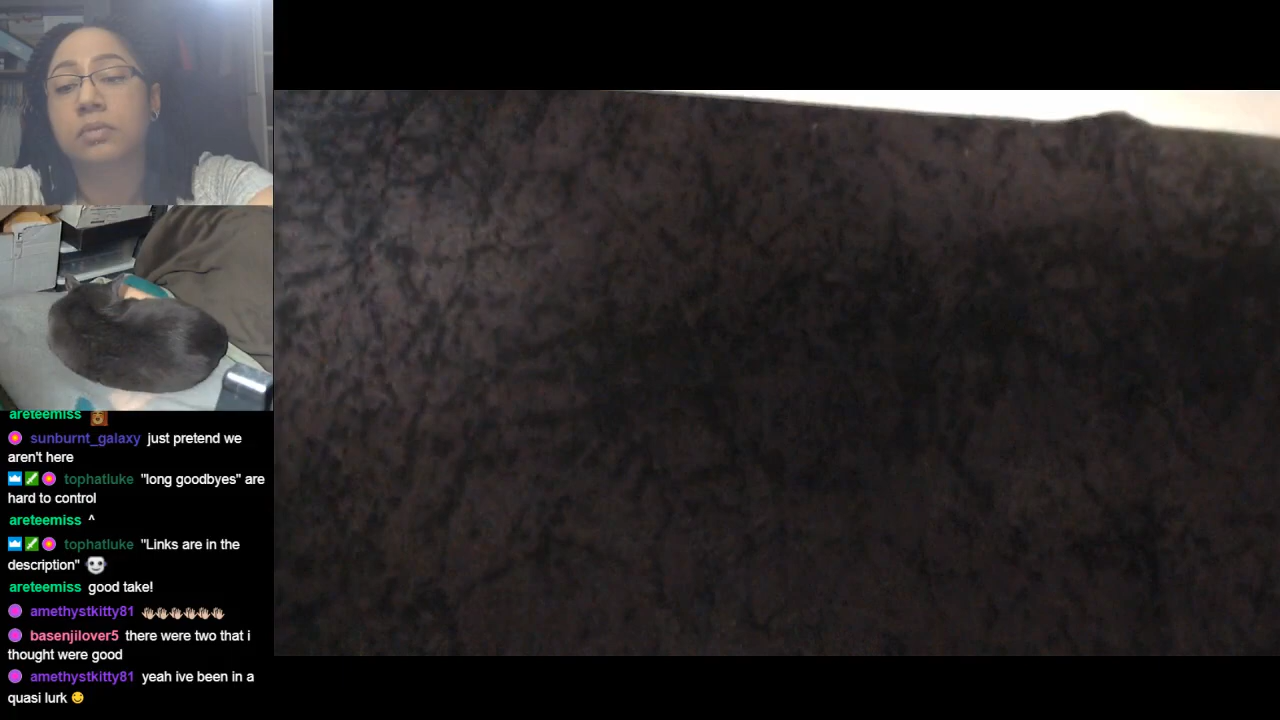 areteemiss
sunburnt_galaxy just pretend we
aren't here
tophatluke "long goodbyes" are
hard to control
areteemiss ^
tophatluke "Links are in the
description"
areteemiss good take!
amethystkitty81 👋🏻👋🏻👋🏻👋🏻👋🏻👋🏻
basenjilover5 there were two that i
thought were good
amethystkitty81 yeah ive been in a
quasi lurk